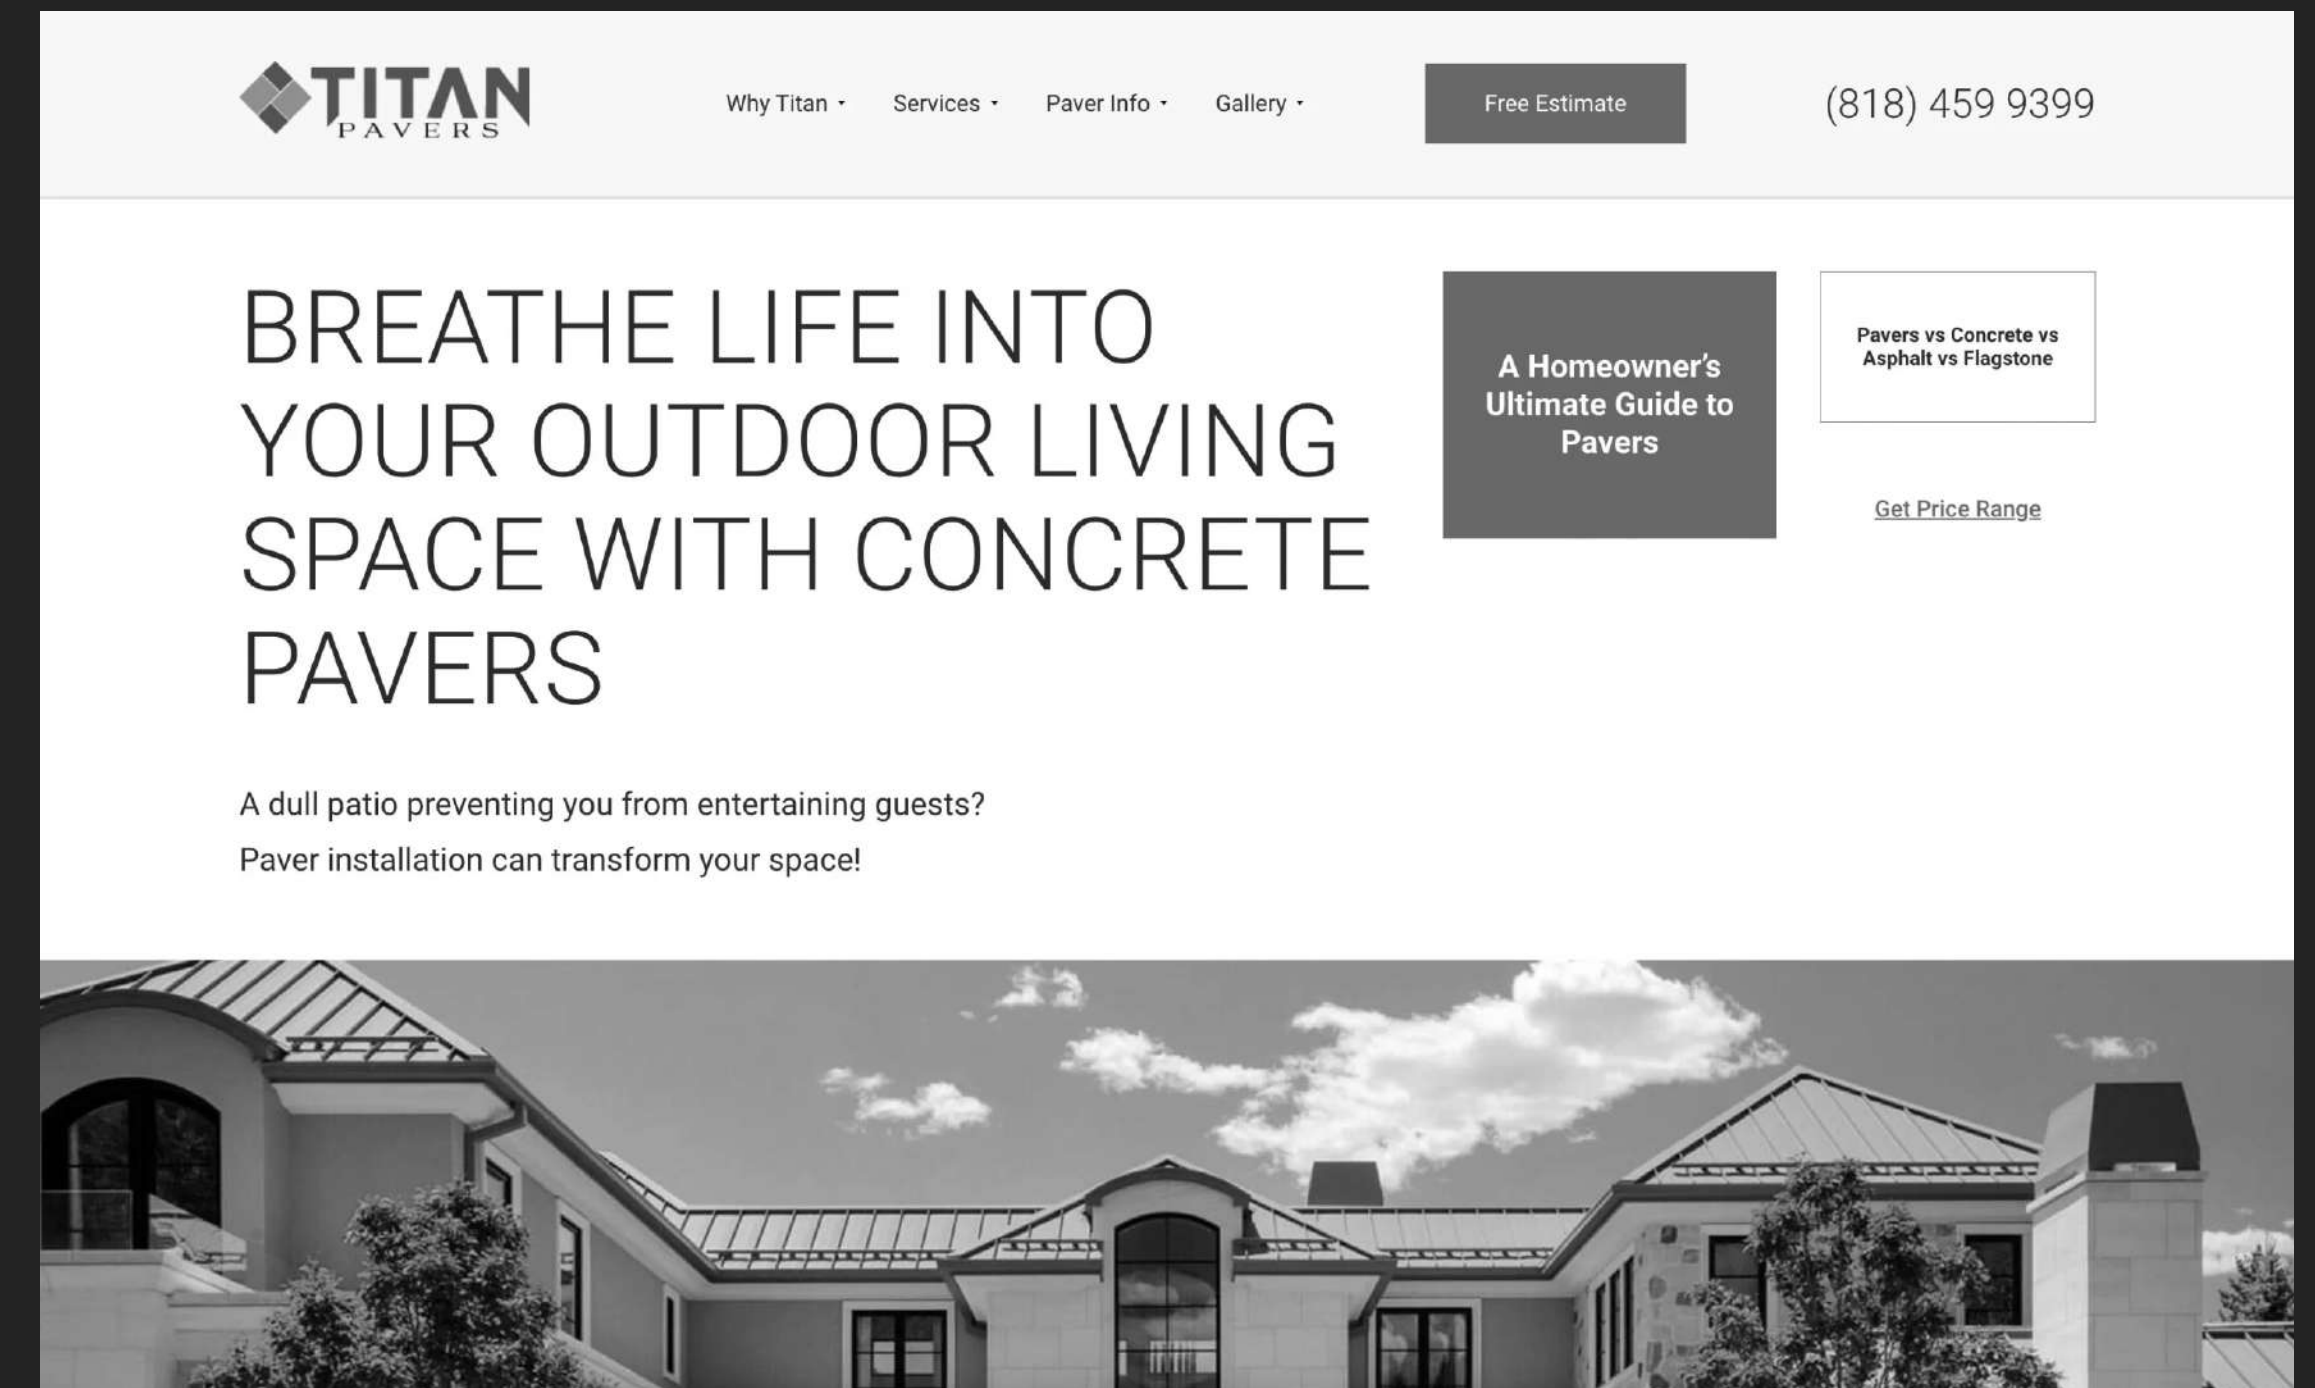 TITAN
PAVERS
Why Titan
Services
Paver Info
Gallery
Free Estimate
(818) 459 9399
BREATHE LIFE INTO
YOUR OUTDOOR LIVING
SPACE WITH CONCRETE
PAVERS
A Homeowner’s
Ultimate Guide to
Pavers
Pavers vs Concrete vs
Asphalt vs Flagstone
Get Price Range
A dull patio preventing you from entertaining guests?
Paver installation can transform your space!